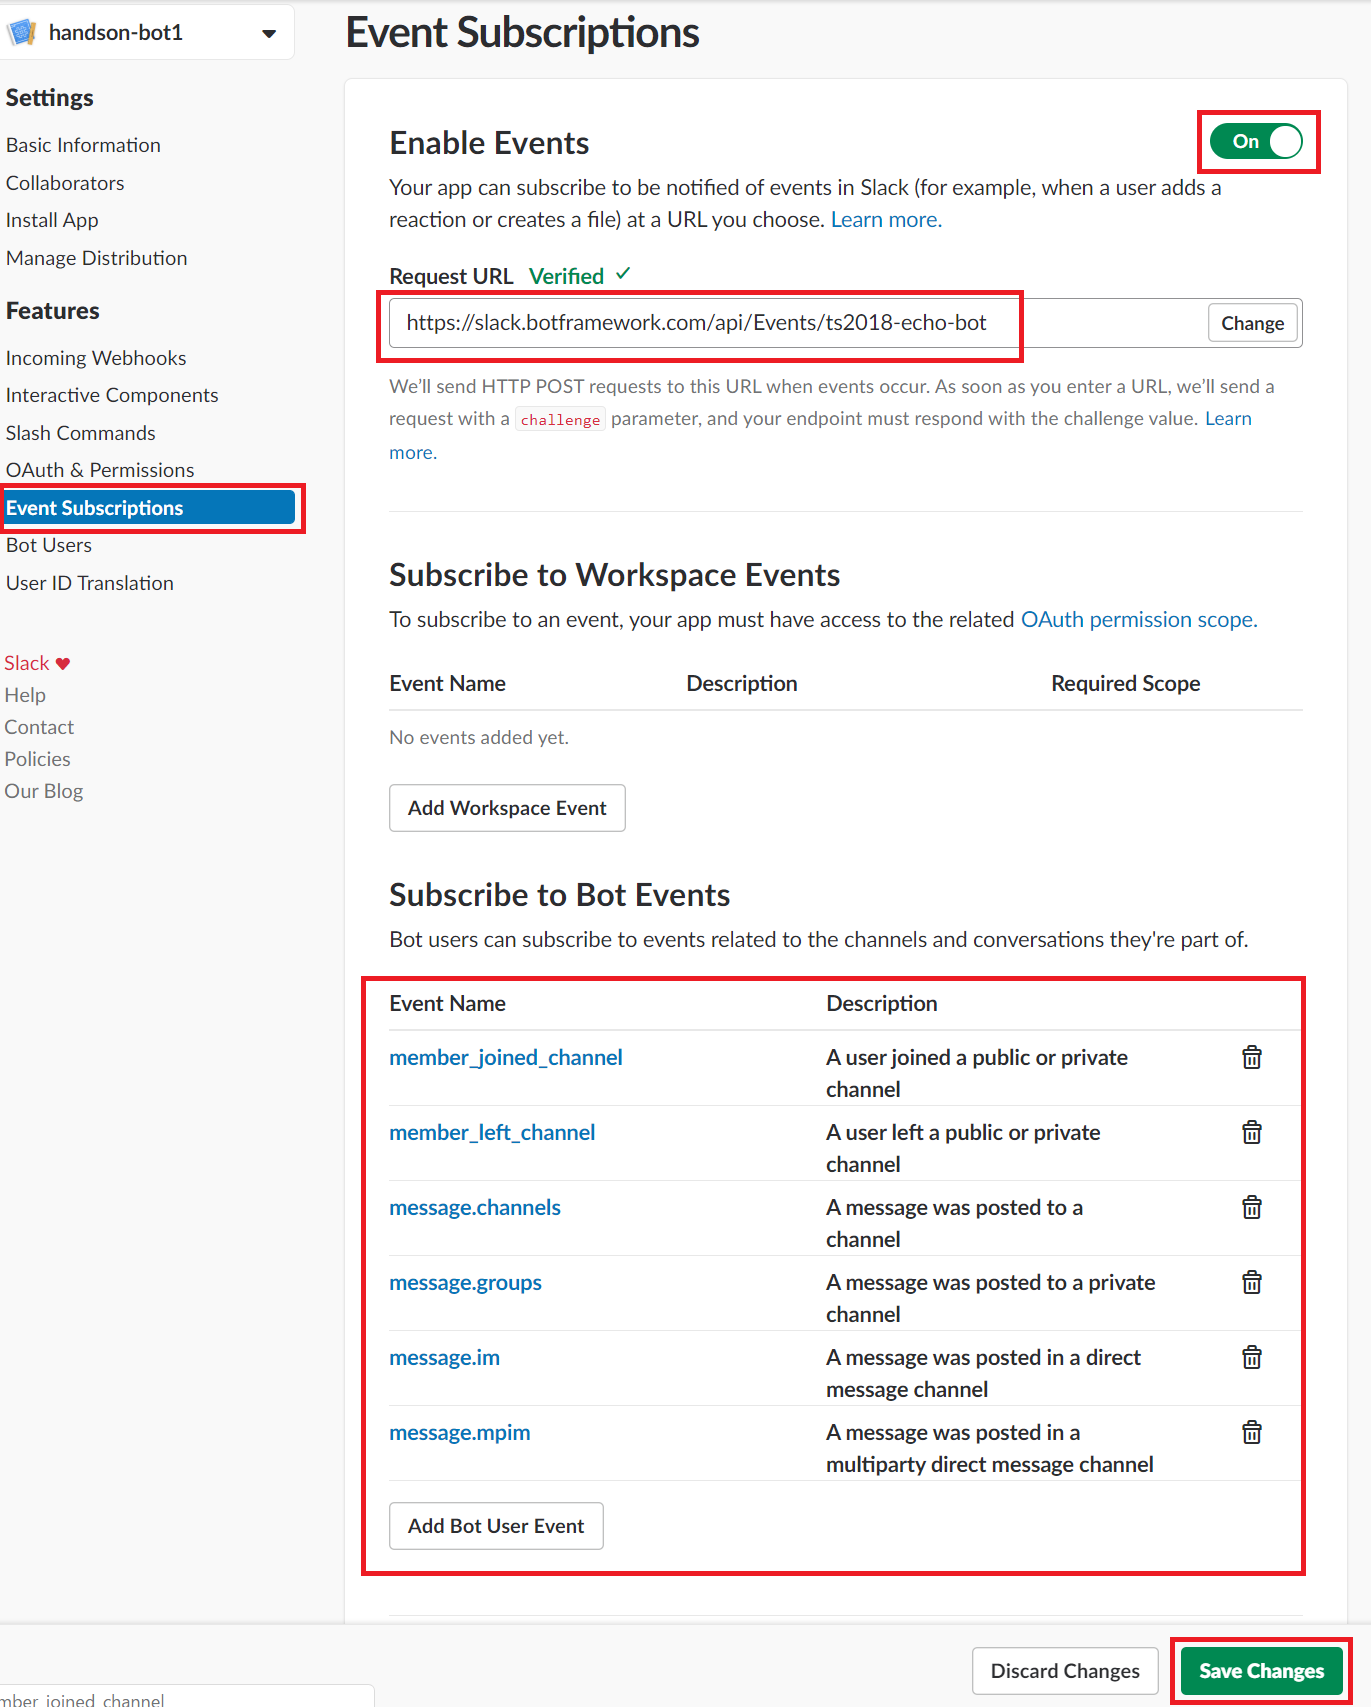 handson-bot1
Event Subscriptions
Settings
Basic Information
Collaborators
Install App
Manage Distribution
Features
Incoming Webhooks
Interactive Components
Slash Commands
OAuth & Permissions
Event Subscriptions
Bot Users
User ID Translation
Slack ♥
Help
Contact
Policies
Our Blog
Enable Events
On
Your app can subscribe to be notified of events in Slack (for example, when a user adds a
reaction or creates a file) at a URL you choose. Learn more.
Request URL Verified ✓
https://slack.botframework.com/api/Events/ts2018-echo-bot
Change
We’ll send HTTP POST requests to this URL when events occur. As soon as you enter a URL, we’ll send a
request with a challenge parameter, and your endpoint must respond with the challenge value. Learn
more.
Subscribe to Workspace Events
To subscribe to an event, your app must have access to the related OAuth permission scope.
Event Name Description Required Scope
No events added yet.
Add Workspace Event
Subscribe to Bot Events
Bot users can subscribe to events related to the channels and conversations they're part of.
Event Name Description
member_joined_channel A user joined a public or private
channel
member_left_channel A user left a public or private
channel
message.channels A message was posted to a
channel
message.groups A message was posted to a private
channel
message.im A message was posted in a direct
message channel
message.mpim A message was posted in a
multiparty direct message channel
Add Bot User Event
Discard Changes
Save Changes
mber_joined_channel